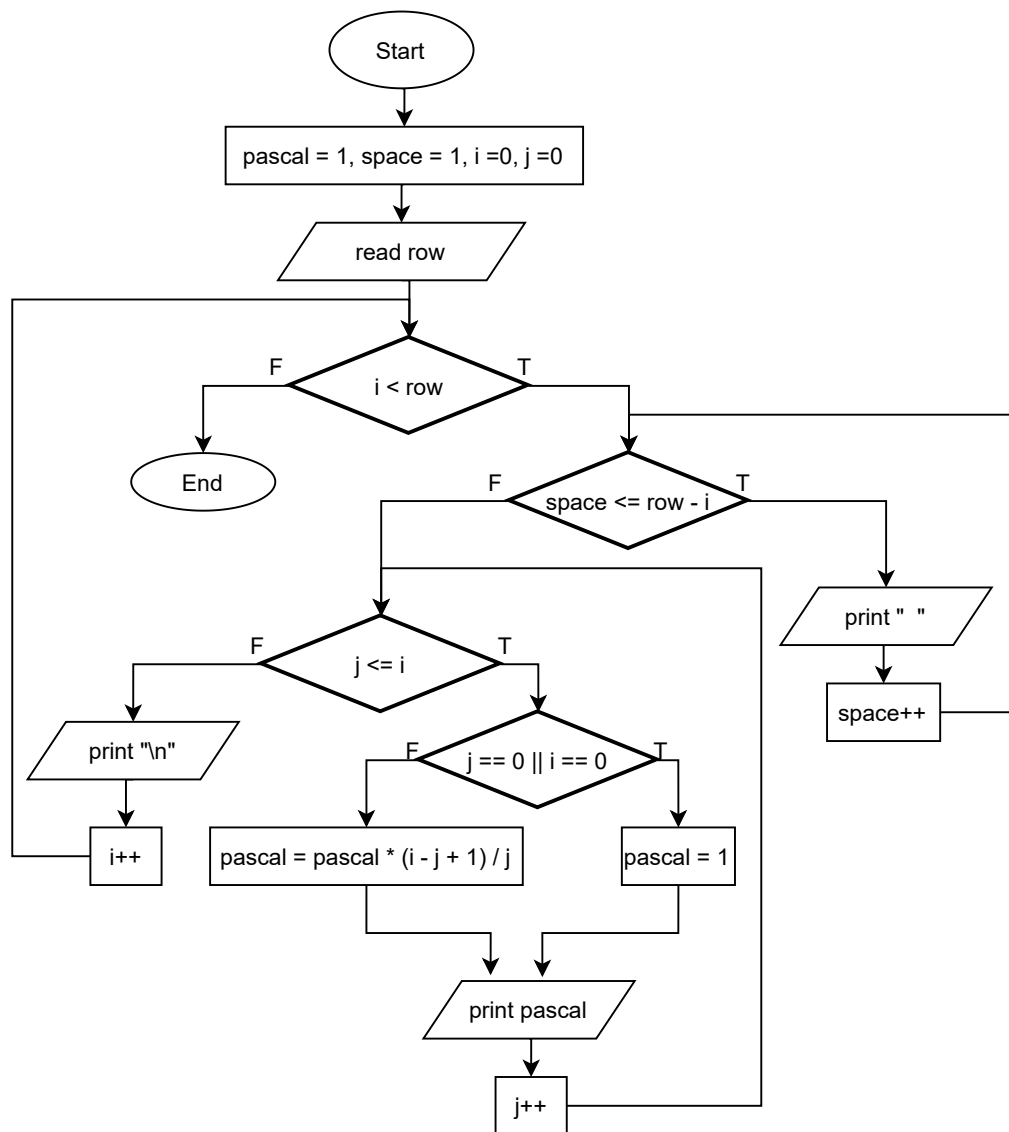 Start
pascal = 1, space = 1, i =0, j =0
read row
F
T
i < row
End
F
T
space <= row - i
print "  "
space++
F
T
j <= i
print "\n"
i++
F
T
j == 0 || i == 0
pascal = pascal * (i - j + 1) / j
pascal = 1
print pascal
j++